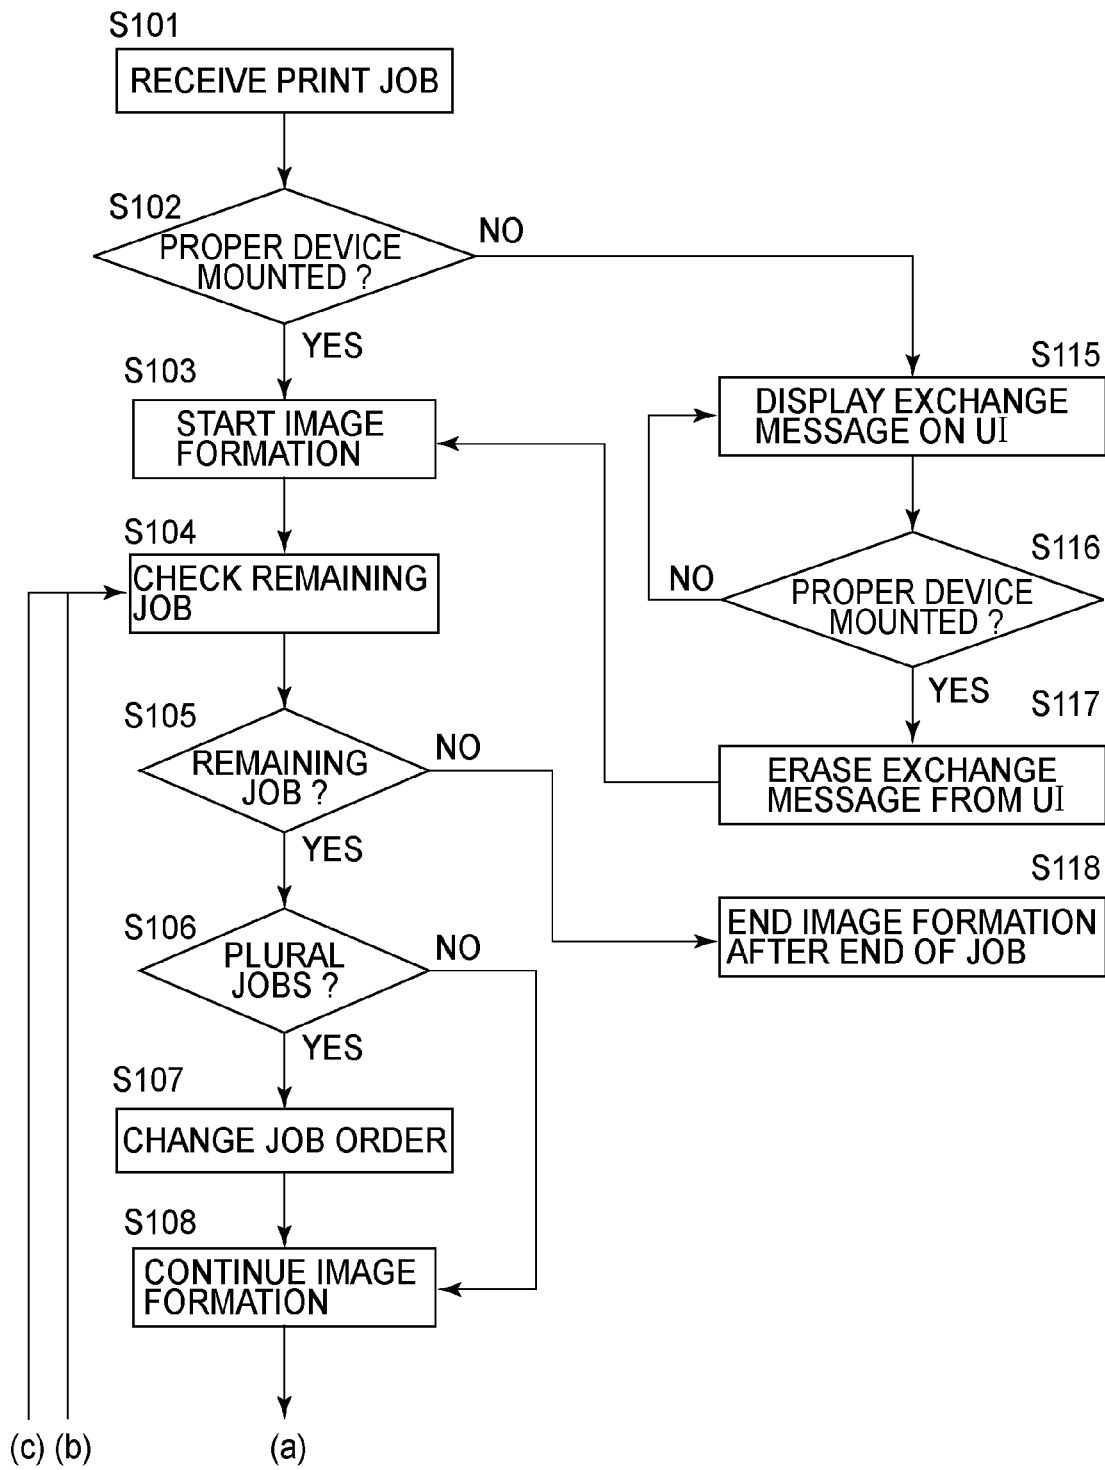 S101
RECEIVE PRINT JOB
S102
PROPER DEVICE
MOUNTED ?
NO
YES
S103
START IMAGE
FORMATION
S104
CHECK REMAINING
JOB
S105
REMAINING
JOB ?
NO
YES
S106
PLURAL
JOBS ?
NO
YES
S107
CHANGE JOB ORDER
S108
CONTINUE IMAGE
FORMATION
(c) (b)
(a)
S115
DISPLAY EXCHANGE
MESSAGE ON UI
S116
PROPER DEVICE
MOUNTED ?
NO
YES
S117
ERASE EXCHANGE
MESSAGE FROM UI
S118
END IMAGE FORMATION
AFTER END OF JOB